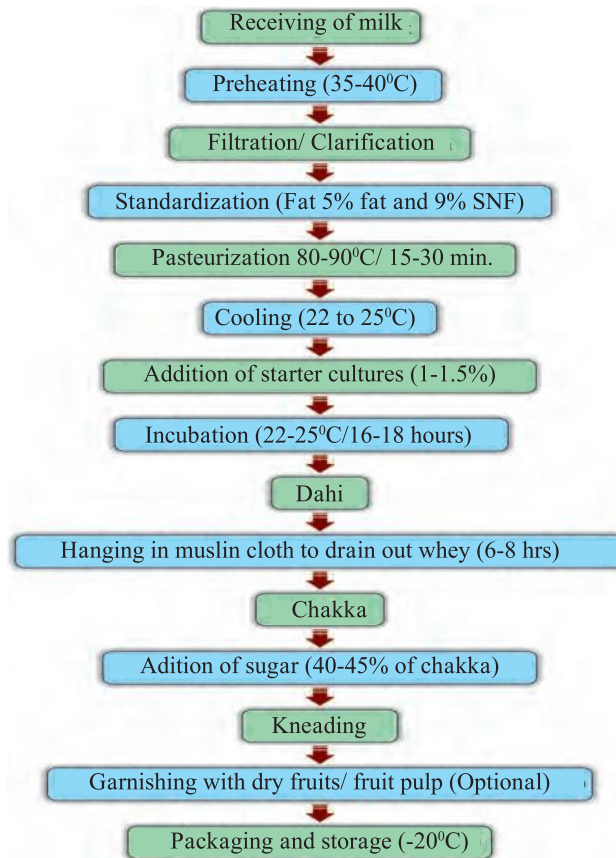 Receiving of milk
Preheating (35-40⁰C)
Filtration/ Clarification
Standardization (Fat 5% fat and 9% SNF)
Pasteurization 80-90⁰C/ 15-30 min.
Cooling (22 to 25⁰C)
Addition of starter cultures (1-1.5%)
Incubation (22-25⁰C/16-18 hours)
Dahi
Hanging in muslin cloth to drain out whey (6-8 hrs)
Chakka
Adition of sugar (40-45% of chakka)
Kneading
Garnishing with dry fruits/ fruit pulp (Optional)
Packaging and storage (-20⁰C)